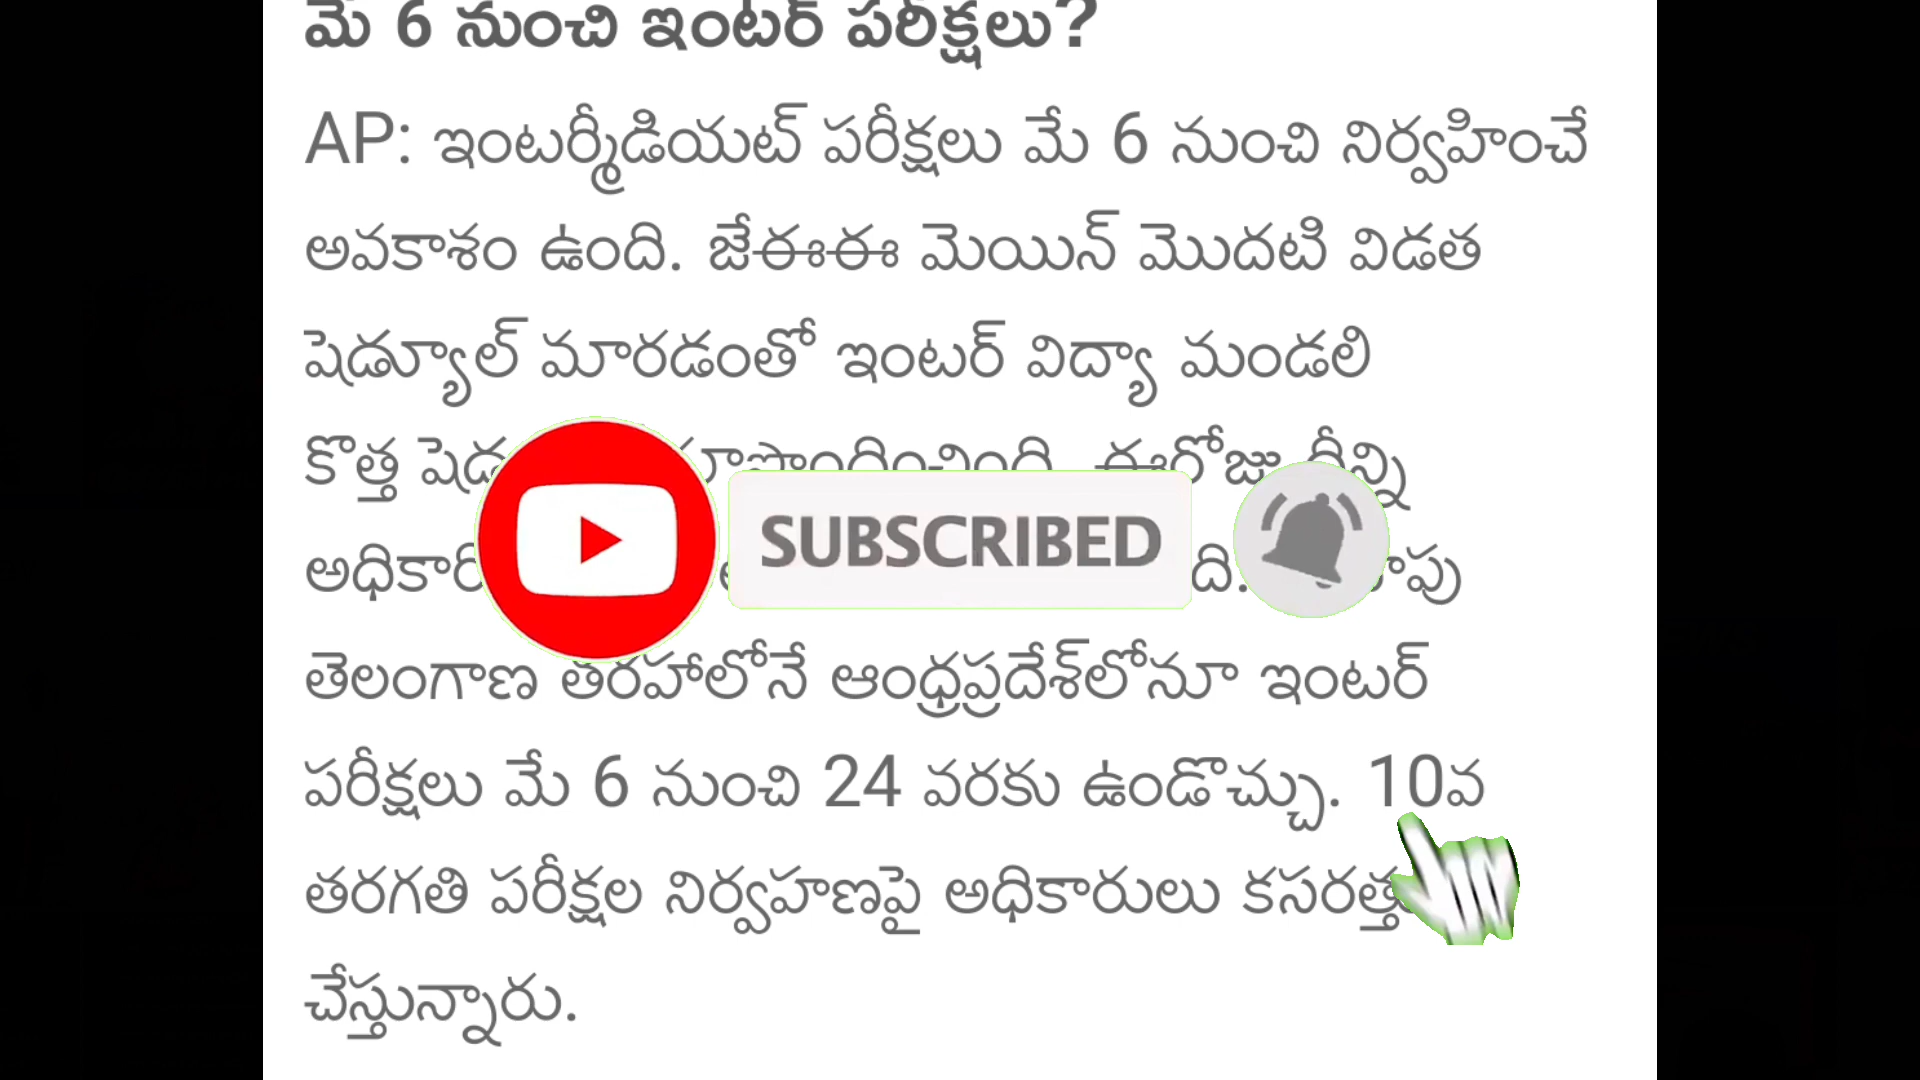 మే 6 నుంచి ఇంటర్ పరీక్షలు?
AP: ఇంటర్మీడియట్ పరీక్షలు మే 6 నుంచి నిర్వహించే
అవకాశం ఉంది. జేఈఈ మెయిన్ మొదటి విడత
షెడ్యూల్ మారడంతో ఇంటర్ విద్యా మండలి
కొత్త ఈరోజు దీన్ని
SUBSCRIBED
తెలంగాణ తరహాలోనే ఆంధ్రప్రదేశ్‌లోనూ ఇంటర్
పరీక్షలు మే 6 నుంచి 24 వరకు ఉండొచ్చు. 10వ
తరగతి పరీక్షల నిర్వహణపై అధికారులు కసరత్తు
చేస్తున్నారు.